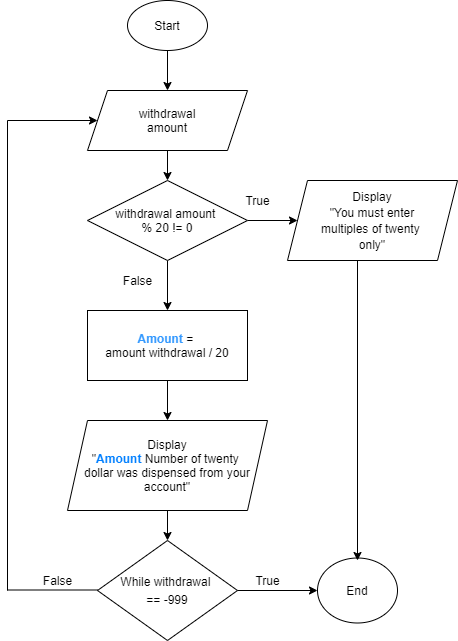 Start
withdrawal
amount
withdrawal amount
% 20 != 0
True
Display
"You must enter
multiples of twenty
only"
False
Amount =
amount withdrawal / 20
Display
"Amount Number of twenty
dollar was dispensed from your
account"
While withdrawal
== -999
False
True
End